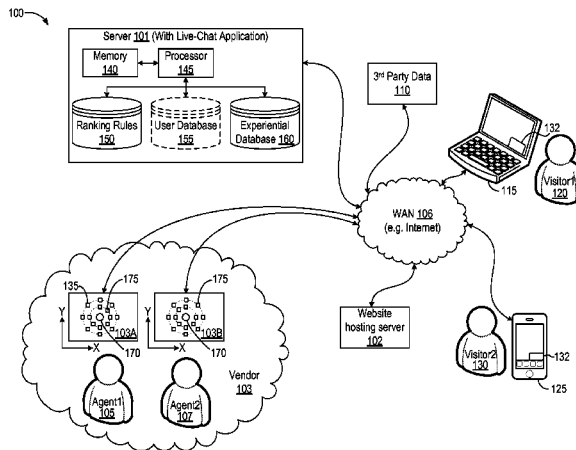 100
Server 101 (With Live-Chat Application)
Memory
140
Processor
145
Ranking Rules
150
User Database
155
Experiential
Database 160
3rd Party Data
110
132
115
Visitor1
120
WAN 106
(e.g. Internet)
135
175
175
Y
103A
Y
103B
X
170
X
170
Vendor
103
Agent1
105
Agent2
107
Website
hosting server
102
Visitor2
130
132
125